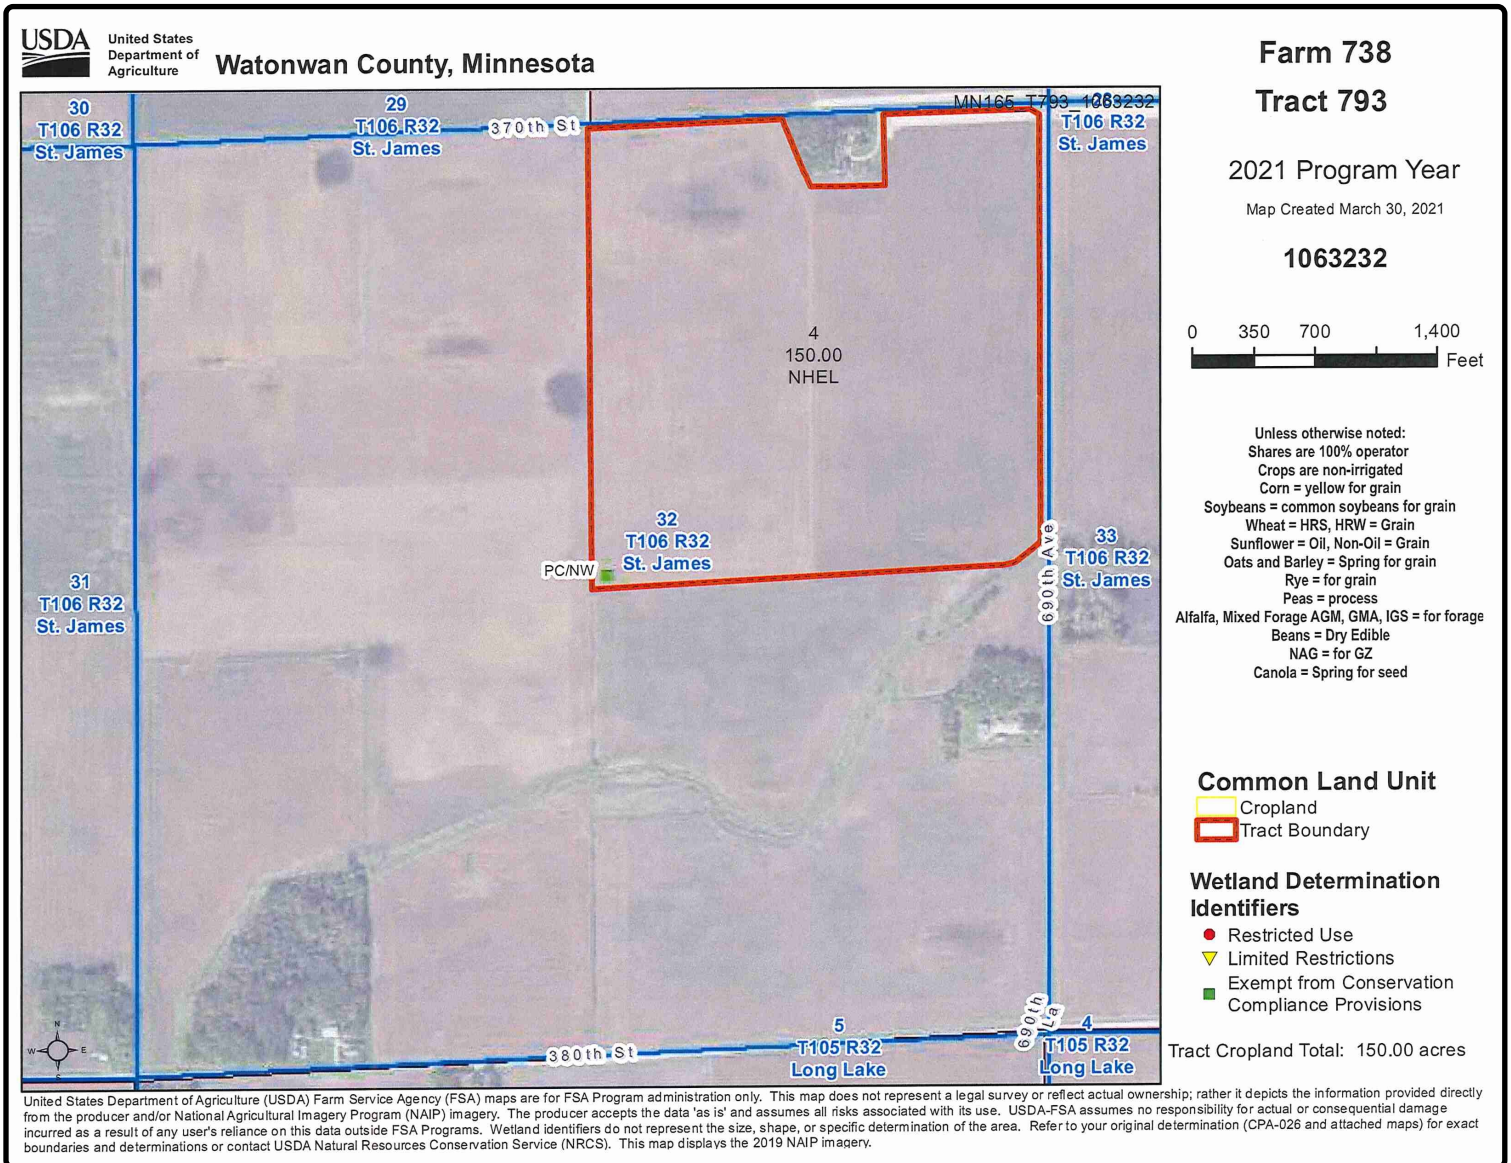 USDA
United States
Department of
Agriculture
Watonwan County, Minnesota
Farm 738
Tract 793
2021 Program Year
Map Created March 30, 2021
1063232
30
T106 R32
St. James
29
T106 R32
St. James
370th St
MN165 T793 1063232
28
T106 R32
St. James
0 350 700 1,400
Feet
4
150.00
NHEL
Unless otherwise noted:
Shares are 100% operator
Crops are non-irrigated
Corn = yellow for grain
Soybeans = common soybeans for grain
Wheat = HRS, HRW = Grain
Sunflower = Oil, Non-Oil = Grain
Oats and Barley = Spring for grain
Rye = for grain
Peas = process
Alfalfa, Mixed Forage AGM, GMA, IGS = for forage
Beans = Dry Edible
NAG = for GZ
Canola = Spring for seed
32
T106 R32
St. James
PC/NW
690th Ave
33
T106 R32
St. James
31
T106 R32
St. James
Common Land Unit
Cropland
Tract Boundary
Wetland Determination
Identifiers
Restricted Use
Limited Restrictions
Exempt from Conservation
Compliance Provisions
Tract Cropland Total: 150.00 acres
N
W E
S
380th St
5
T105 R32
Long Lake
690th
La
4
T105 R32
Long Lake
United States Department of Agriculture (USDA) Farm Service Agency (FSA) maps are for FSA Program administration only. This map does not represent a legal survey or reflect actual ownership; rather it depicts the information provided directly
from the producer and/or National Agricultural Imagery Program (NAIP) imagery. The producer accepts the data 'as is' and assumes all risks associated with its use. USDA-FSA assumes no responsibility for actual or consequential damage
incurred as a result of any user's reliance on this data outside FSA Programs. Wetland identifiers do not represent the size, shape, or specific determination of the area. Refer to your original determination (CPA-026 and attached maps) for exact
boundaries and determinations or contact USDA Natural Resources Conservation Service (NRCS). This map displays the 2019 NAIP imagery.